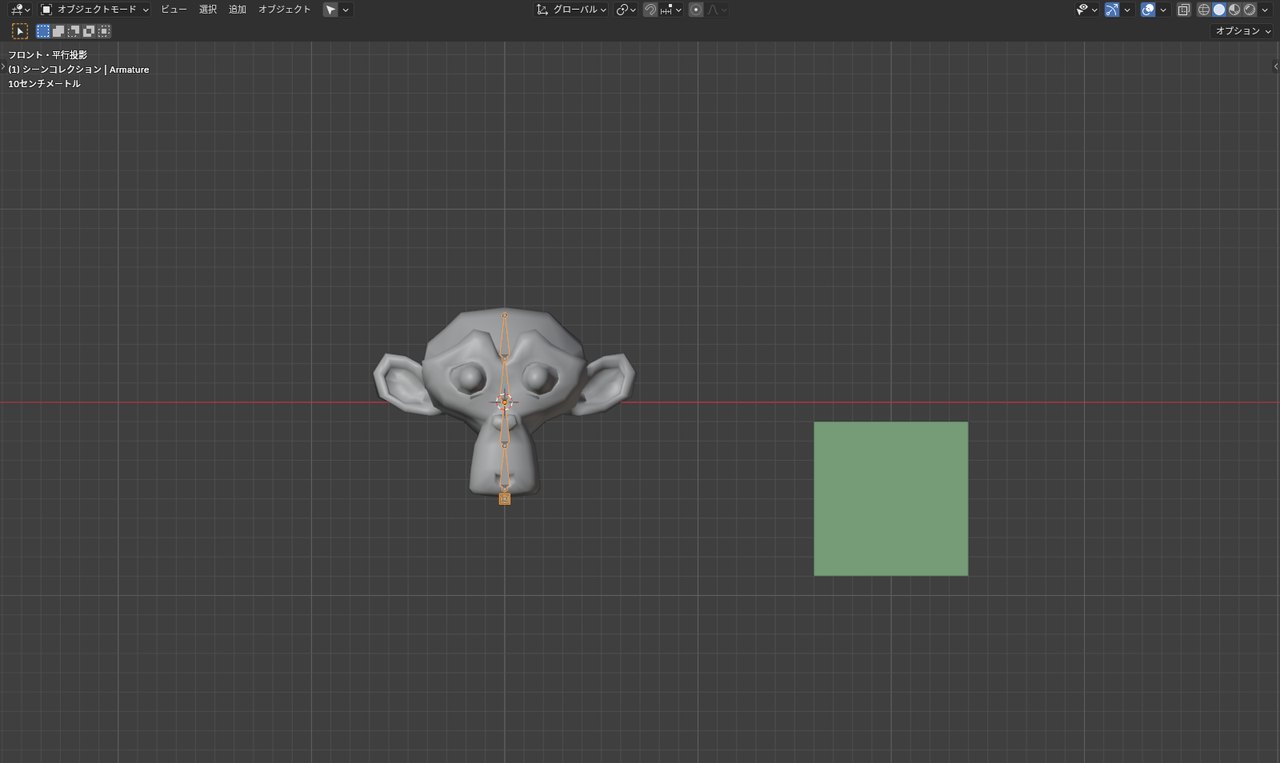 オブジェクトモード ビュー 選択 追加 オブジェクト グローバル
オプション
フロント・平行投影
(1) シーンコレクション | Armature
10センチメートル